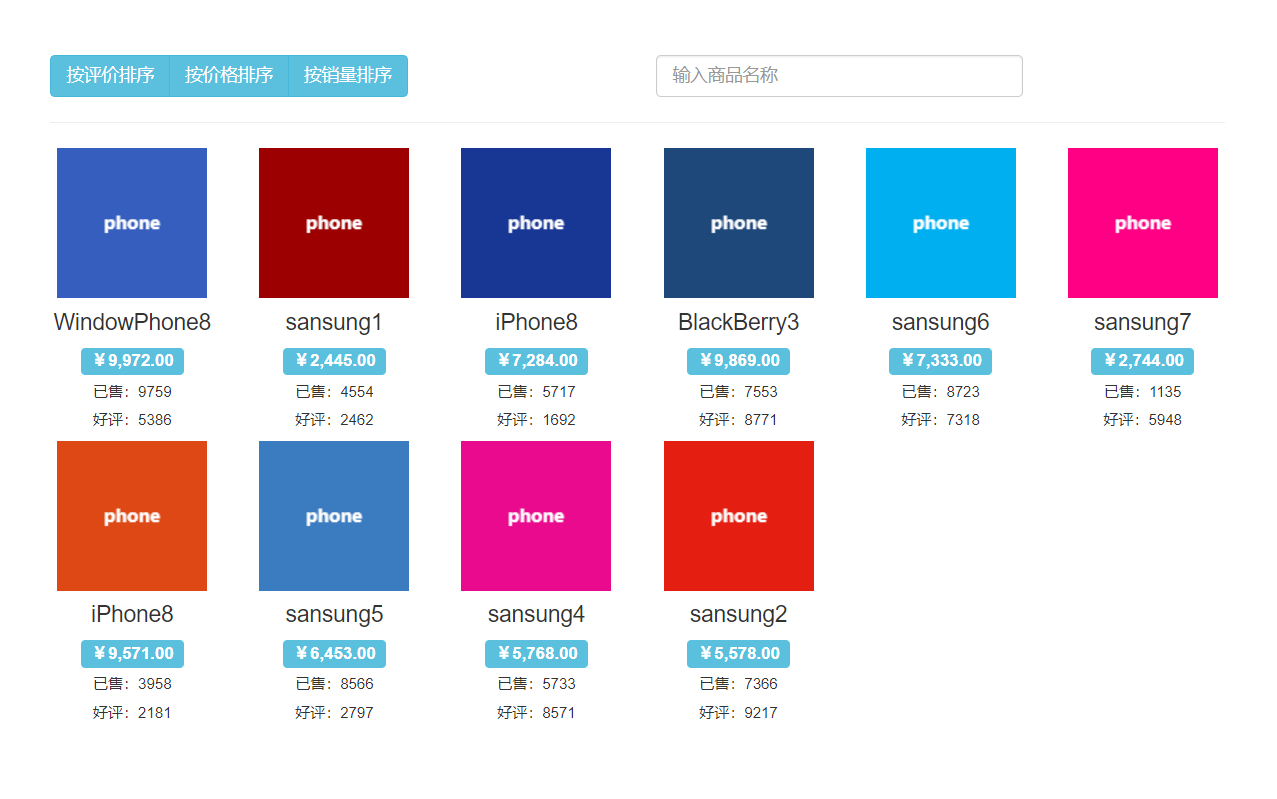 按评价排序 按价格排序 按销量排序 输入商品名称
phone phone phone phone phone phone
WindowPhone8 sansung1 iPhone8 BlackBerry3 sansung6 sansung7
￥9,972.00 ￥2,445.00 ￥7,284.00 ￥9,869.00 ￥7,333.00 ￥2,744.00
已售：9759 已售：4554 已售：5717 已售：7553 已售：8723 已售：1135
好评：5386 好评：2462 好评：1692 好评：8771 好评：7318 好评：5948
phone phone phone phone
iPhone8 sansung5 sansung4 sansung2
￥9,571.00 ￥6,453.00 ￥5,768.00 ￥5,578.00
已售：3958 已售：8566 已售：5733 已售：7366
好评：2181 好评：2797 好评：8571 好评：9217